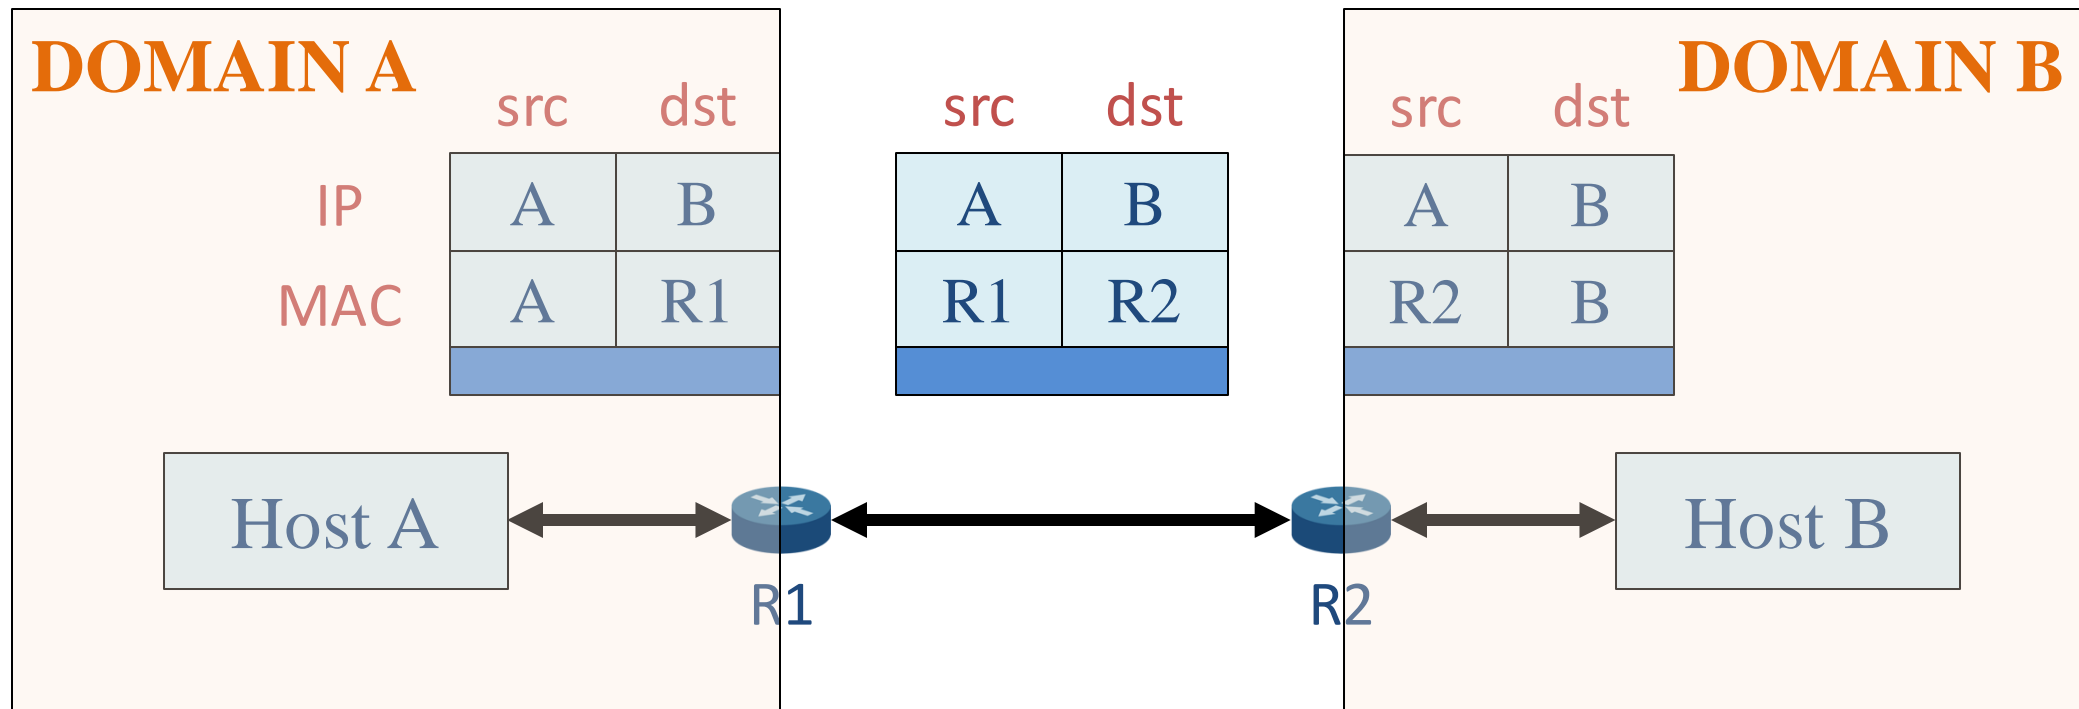 DOMAIN A
DOMAIN B
src dst src dst src dst
IP A B A B A B
MAC A R1 R1 R2 R2 B
Host A
Host B
R1 R2